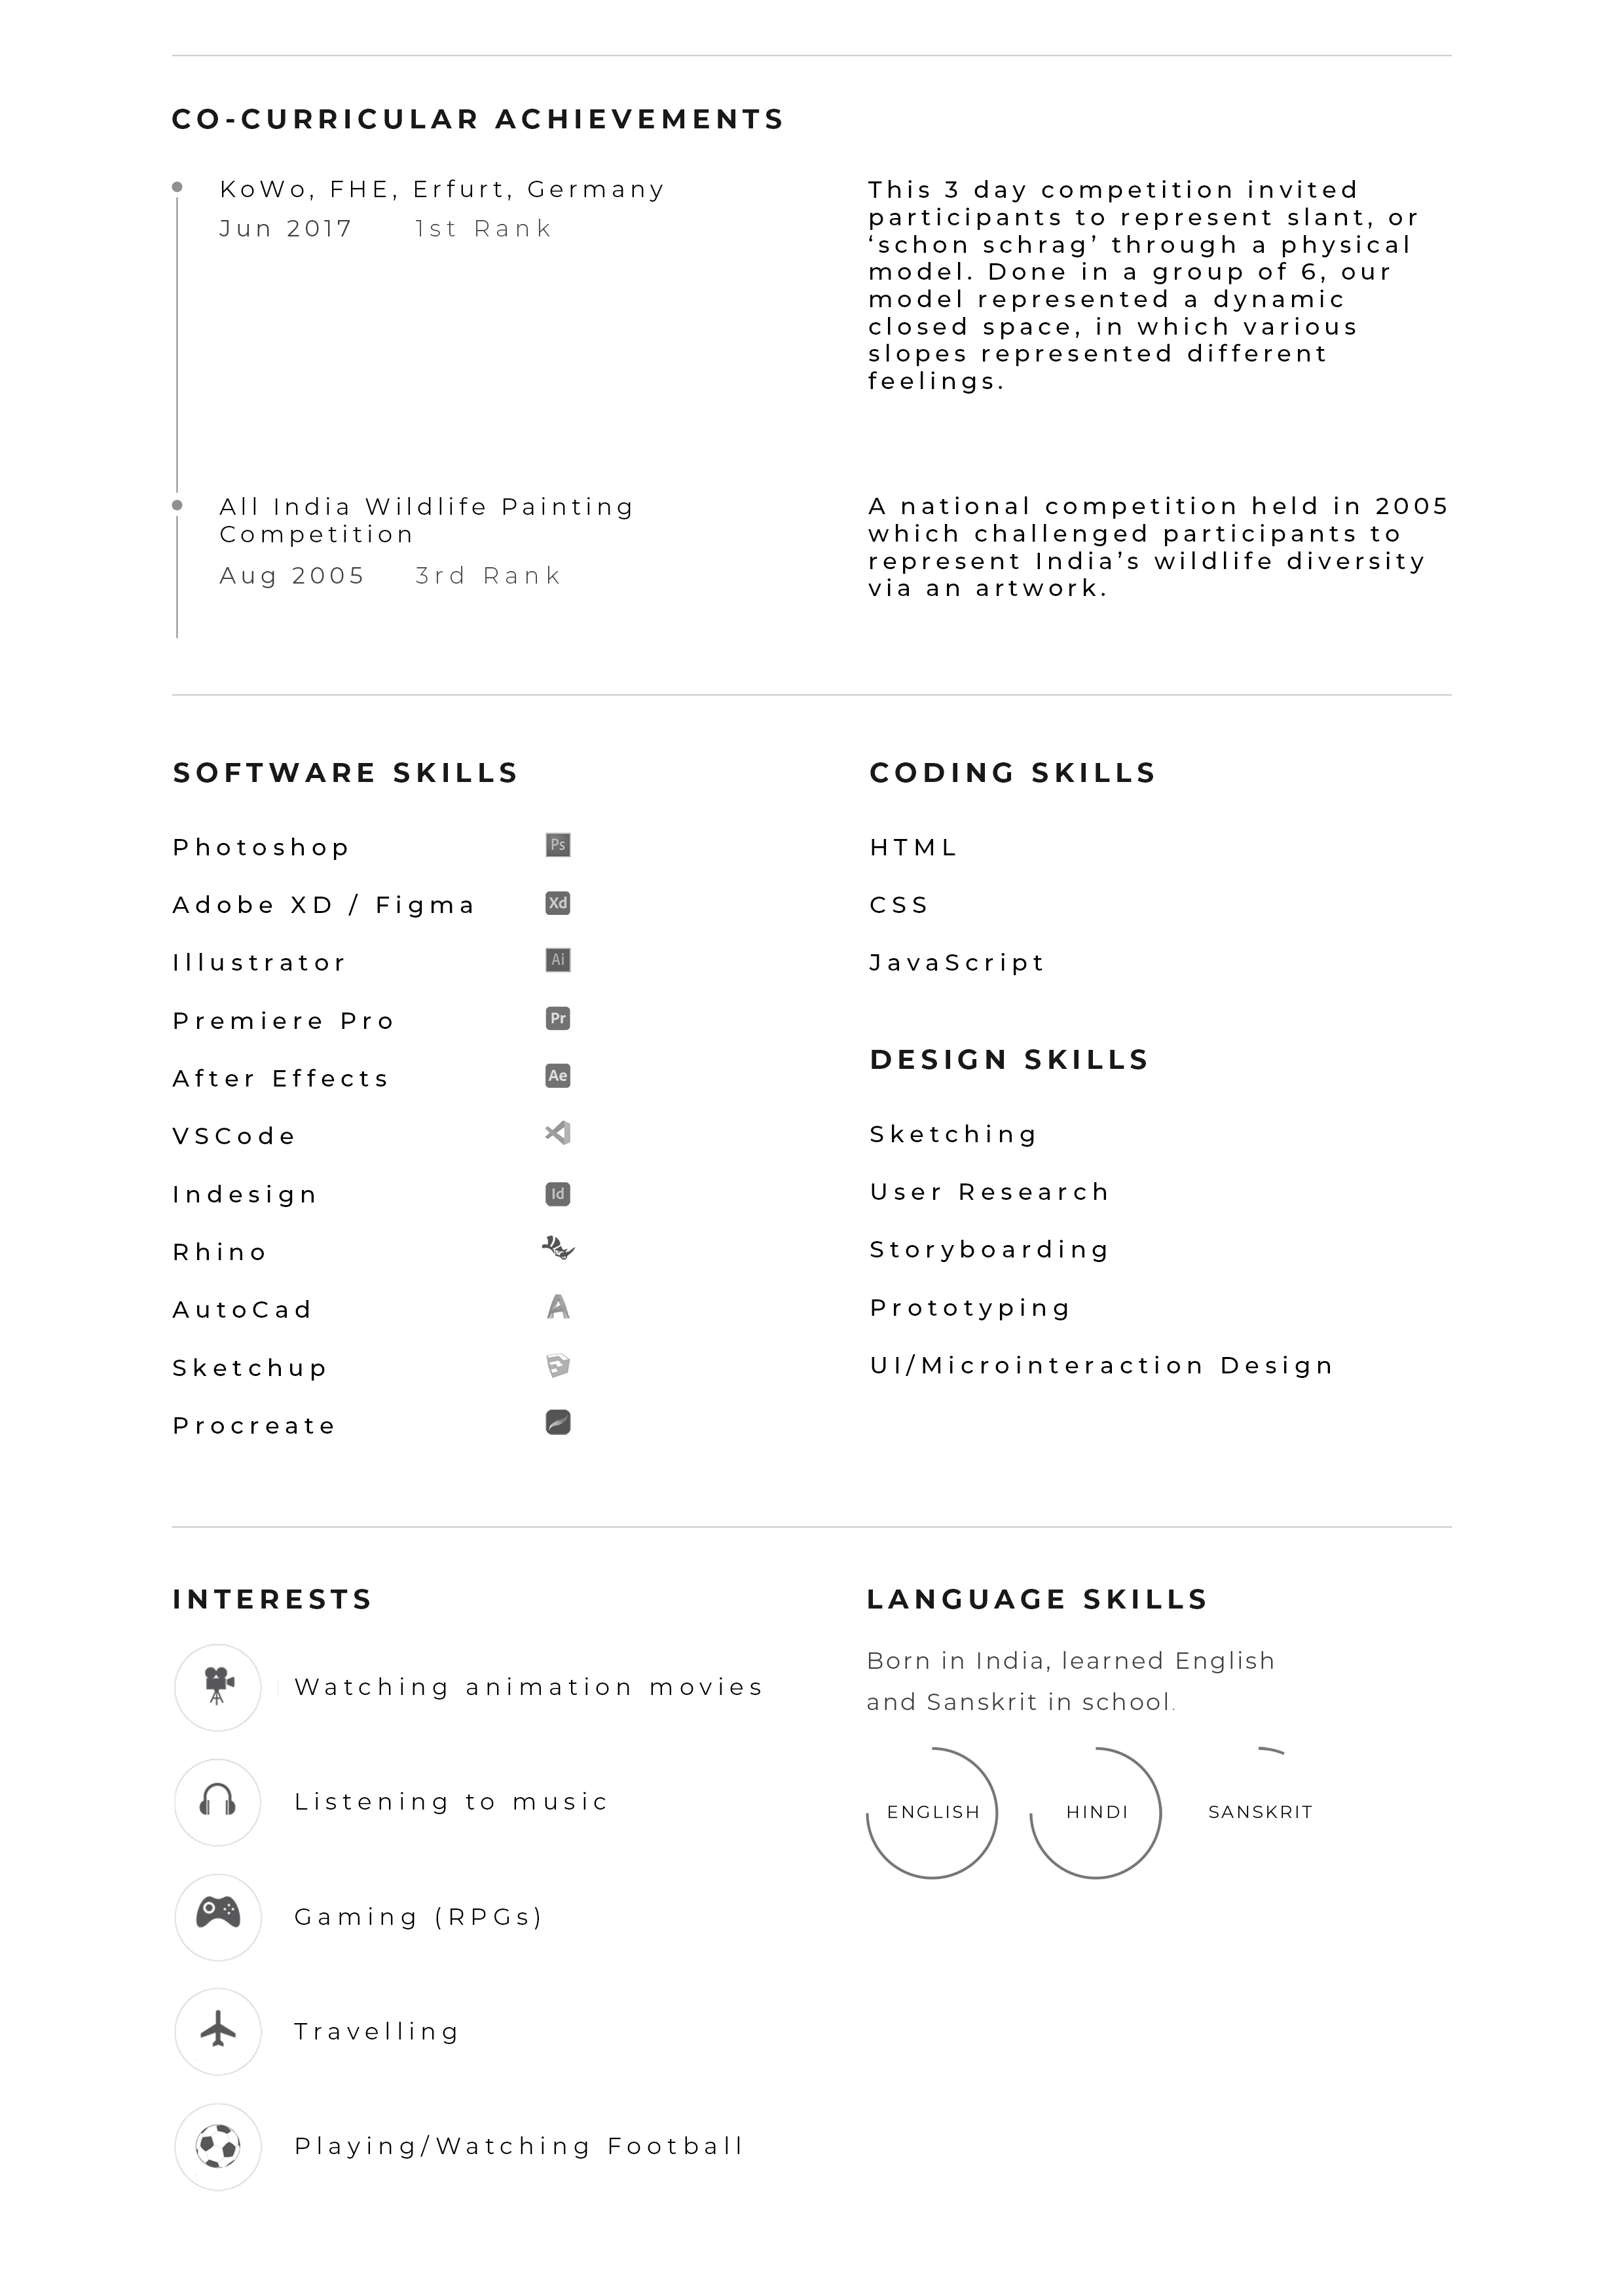 CO-CURRICULAR ACHIEVEMENTS
KoWo, FHE, Erfurt, Germany
Jun 2017 1st Rank
This 3 day competition invited
participants to represent slant, or
‘schon schrag’ through a physical
model. Done in a group of 6, our
model represented a dynamic
closed space, in which various
slopes represented different
feelings.
All India Wildlife Painting
Competition
Aug 2005 3rd Rank
A national competition held in 2005
which challenged participants to
represent India’s wildlife diversity
via an artwork.
SOFTWARE SKILLS
Photoshop Ps
Adobe XD / Figma Xd
Illustrator Ai
Premiere Pro Pr
After Effects Ae
VSCode
Indesign Id
Rhino
AutoCad
Sketchup
Procreate
CODING SKILLS
HTML
CSS
JavaScript
DESIGN SKILLS
Sketching
User Research
Storyboarding
Prototyping
UI/Microinteraction Design
INTERESTS
Watching animation movies
Listening to music
Gaming (RPGs)
Travelling
Playing/Watching Football
LANGUAGE SKILLS
Born in India, learned English
and Sanskrit in school.
ENGLISH HINDI SANSKRIT